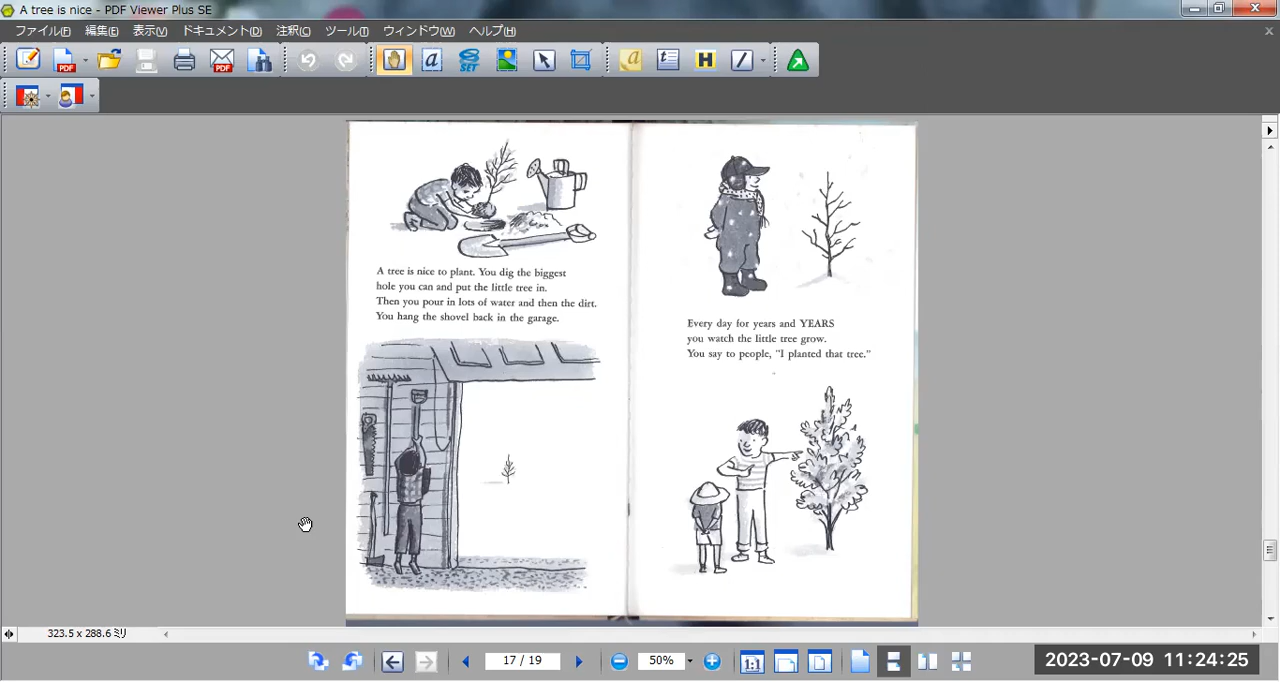 A tree is nice - PDF Viewer Plus SE
ファイル(F) 編集(E) 表示(V) ドキュメント(D) 注釈(C) ツール(T) ウィンドウ(W) ヘルプ(H)
A tree is nice to plant. You dig the biggest
hole you can and put the little tree in.
Then you pour in lots of water and then the dirt.
You hang the shovel back in the garage.
Every day for years and YEARS
you watch the little tree grow.
You say to people, “I planted that tree.”
323.5 x 288.6 ミリ
17 / 19
50%
1:1
2023-07-09 11:24:25